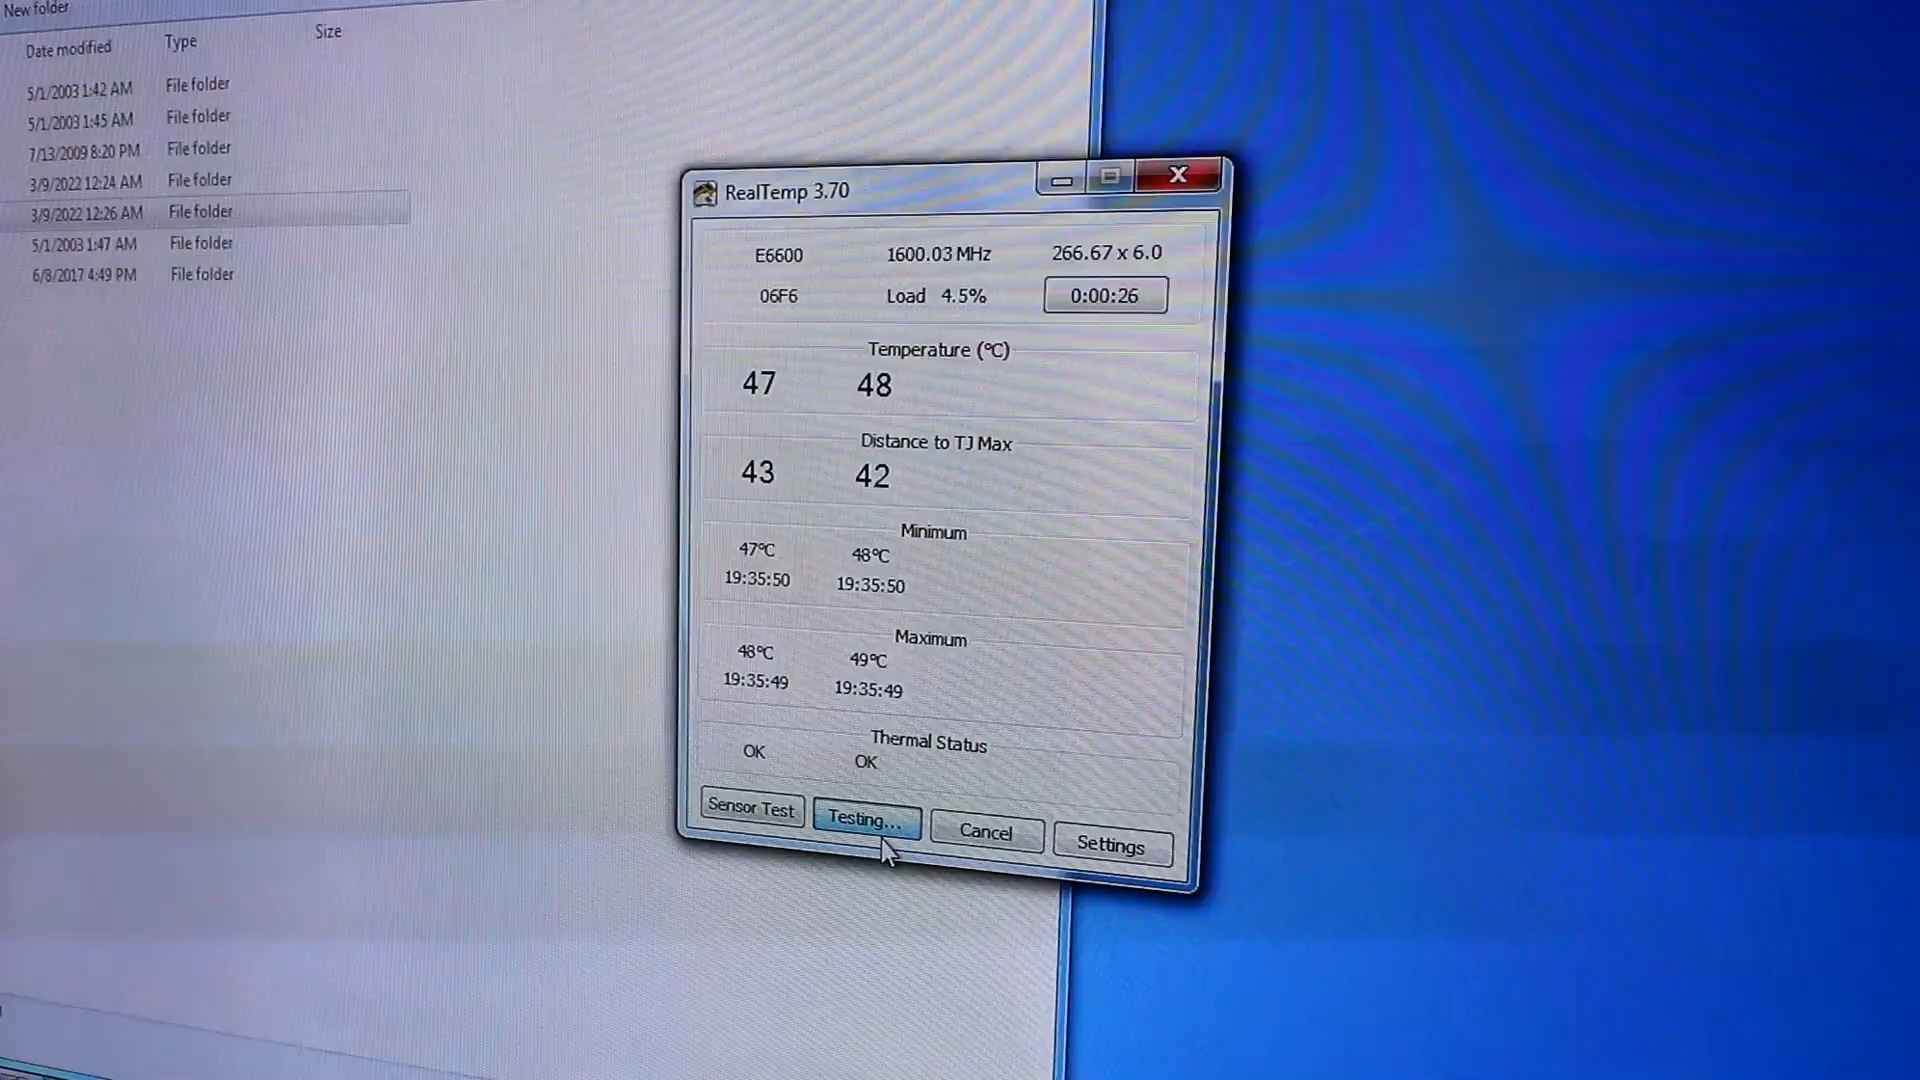 New folder
Date modified Type Size
5/1/2003 1:42 AM File folder
5/1/2003 1:45 AM File folder
7/13/2009 8:20 PM File folder
3/9/2022 12:24 AM File folder
3/9/2022 12:26 AM File folder
5/1/2003 1:47 AM File folder
6/8/2017 4:49 PM File folder
RealTemp 3.70
X
E6600 1600.03 MHz 266.67 x 6.0
06F6 Load 4.5% 0:00:26
Temperature (°C)
47 48
Distance to TJ Max
43 42
Minimum
47°C 48°C
19:35:50 19:35:50
Maximum
48°C 49°C
19:35:49 19:35:49
Thermal Status
OK OK
Sensor Test Testing... Cancel Settings